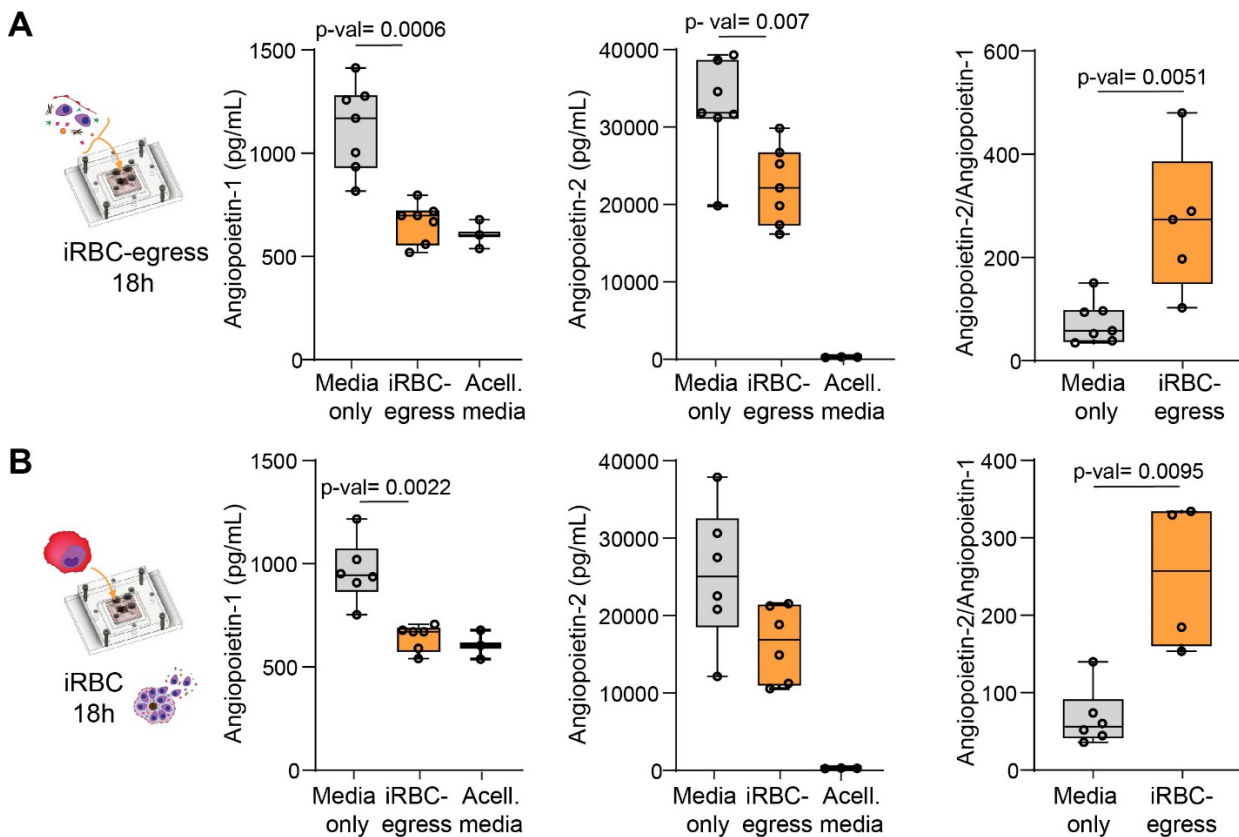 A
iRBC-egress
18h
p-val= 0.0006
Angiopoietin-1 (pg/mL)
1500
1000
500
0
Media only
iRBC-egress
Acell. media
p- val= 0.007
Angiopoietin-2 (pg/mL)
40000
30000
20000
10000
0
Media only
iRBC-egress
Acell. media
p-val= 0.0051
Angiopoietin-2/Angiopoietin-1
600
400
200
0
Media only
iRBC-egress
B
iRBC
18h
p-val= 0.0022
Angiopoietin-1 (pg/mL)
1500
1000
500
0
Media only
iRBC-egress
Acell. media
Angiopoietin-2 (pg/mL)
40000
30000
20000
10000
0
Media only
iRBC-egress
Acell. media
p-val= 0.0095
Angiopoietin-2/Angiopoietin-1
400
300
200
100
0
Media only
iRBC-egress